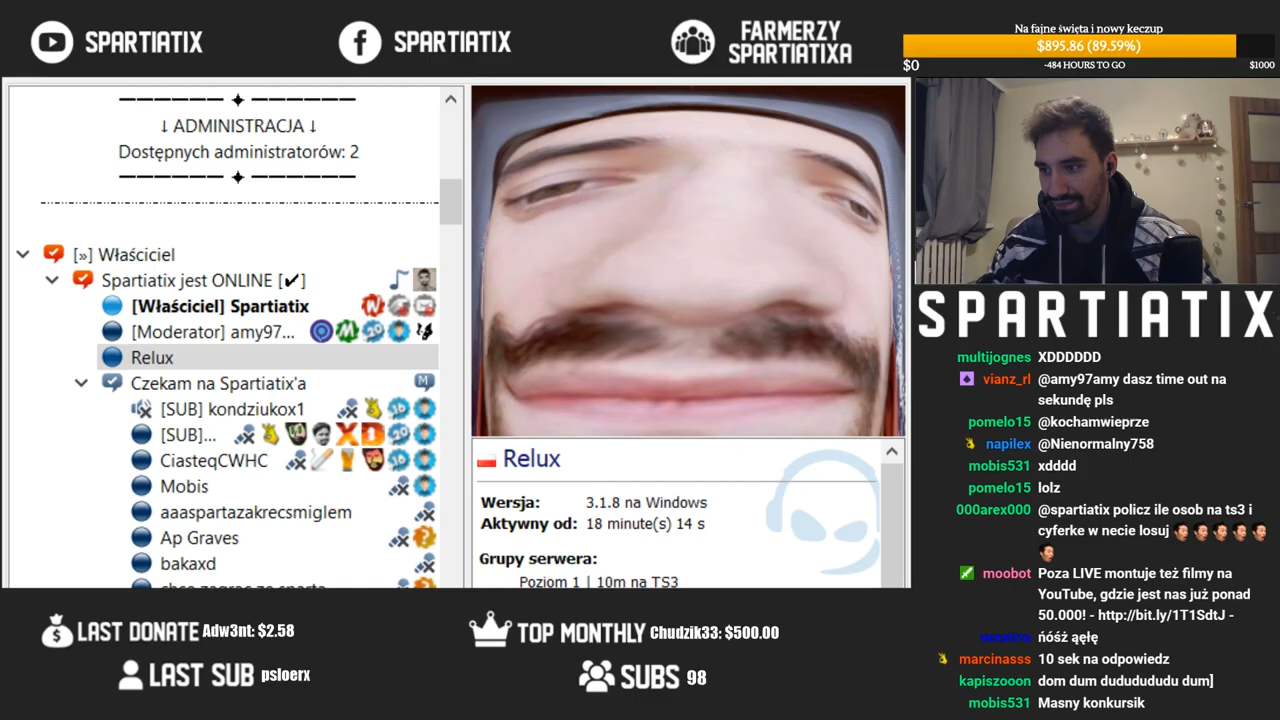 SPARTIATIX
SPARTIATIX
FARMERZY
SPARTIATIXA
Na fajne święta i nowy keczup
$895.86 (89.59%)
$0
-484 HOURS TO GO
$1000
↓ ADMINISTRACJA ↓
Dostępnych administratorów: 2
[»] Właściciel
Spartiatix jest ONLINE [✔]
[Właściciel] Spartiatix
[Moderator] amy97...
Relux
Czekam na Spartiatix'a
[SUB] kondziukox1
[SUB]...
CiasteqCWHC
Mobis
aaaspartazakrecsmiglem
Ap Graves
bakaxd
Relux
Wersja: 3.1.8 na Windows
Aktywny od: 18 minute(s) 14 s
Grupy serwera:
Poziom 1 | 10m na TS3
SPARTIATIX
multijognes XDDDDDD
vianz_rl @amy97amy dasz time out na
sekundę pls
pomelo15 @kochamwieprze
napilex @Nienormalny758
mobis531 xdddd
pomelo15 lolz
000arex000 @spartiatix policz ile osob na ts3 i
cyferke w necie losuj
moobot Poza LIVE montuje też filmy na
YouTube, gdzie jest nas już ponad
50.000! - http://bit.ly/1T1SdtJ -
ńóśż ąęłę
marcinasss 10 sek na odpowiedz
kapiszooon dom dum dudududu dum]
mobis531 Masny konkursik
LAST DONATE Adw3nt: $2.58
TOP MONTHLY Chudzik33: $500.00
LAST SUB psloerx
SUBS 98